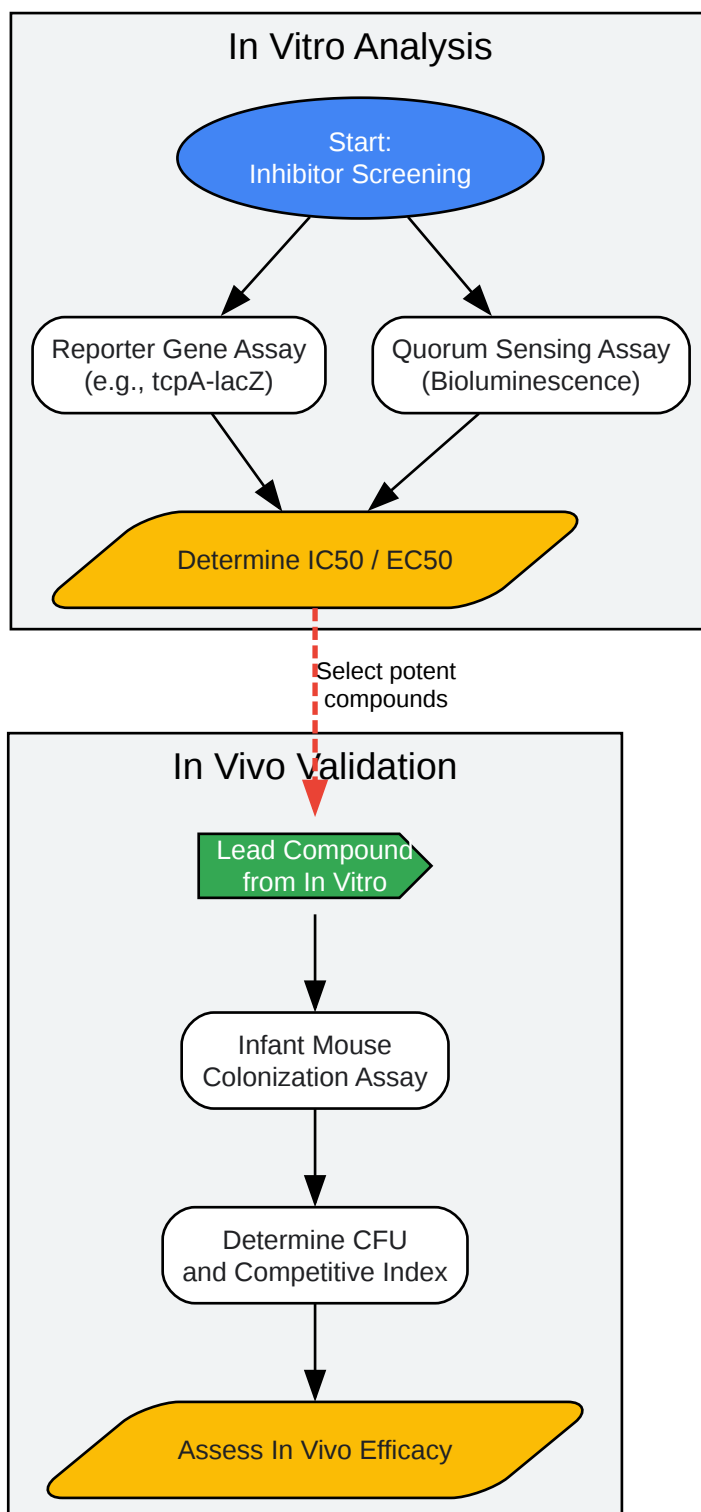 In Vitro Analysis
Start:
Inhibitor Screening
Reporter Gene Assay
(e.g., tcpA-lacZ)
Quorum Sensing Assay
(Bioluminescence)
Determine IC50 / EC50
Select potent
compounds
In Vivo Validation
Lead Compound
from In Vitro
Infant Mouse
Colonization Assay
Determine CFU
and Competitive Index
Assess In Vivo Efficacy